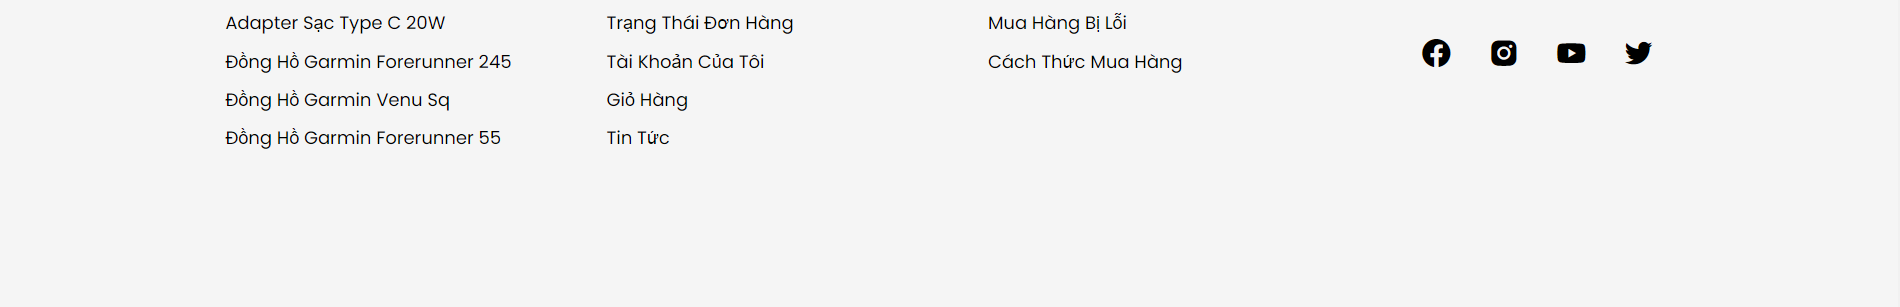 Adapter Sạc Type C 20W
Đồng Hồ Garmin Forerunner 245
Đồng Hồ Garmin Venu Sq
Đồng Hồ Garmin Forerunner 55
Trạng Thái Đơn Hàng
Tài Khoản Của Tôi
Giỏ Hàng
Tin Tức
Mua Hàng Bị Lỗi
Cách Thức Mua Hàng